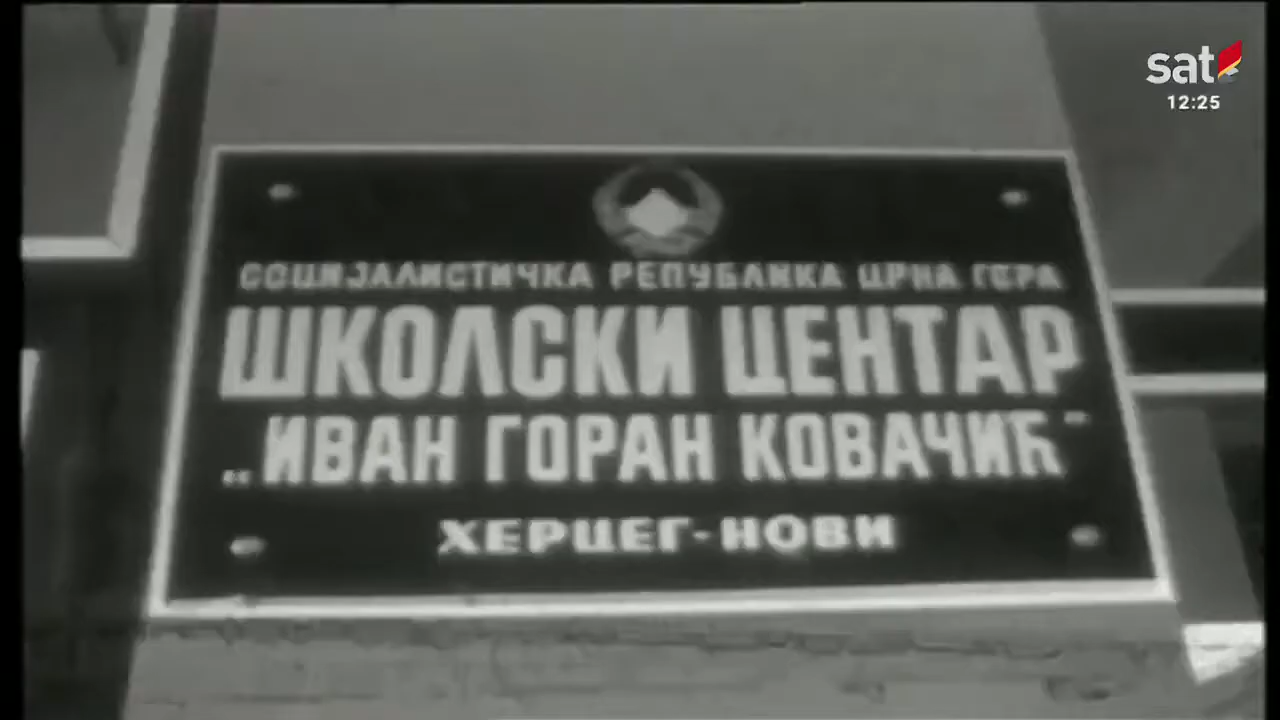 sat
12:25
СОЦИЈАЛИСТИЧКА РЕПУБЛИКА ЦРНА ГОРА
ШКОЛСКИ ЦЕНТАР
„ИВАН ГОРАН КОВАЧИЋ"
ХЕРЦЕГ-НОВИ